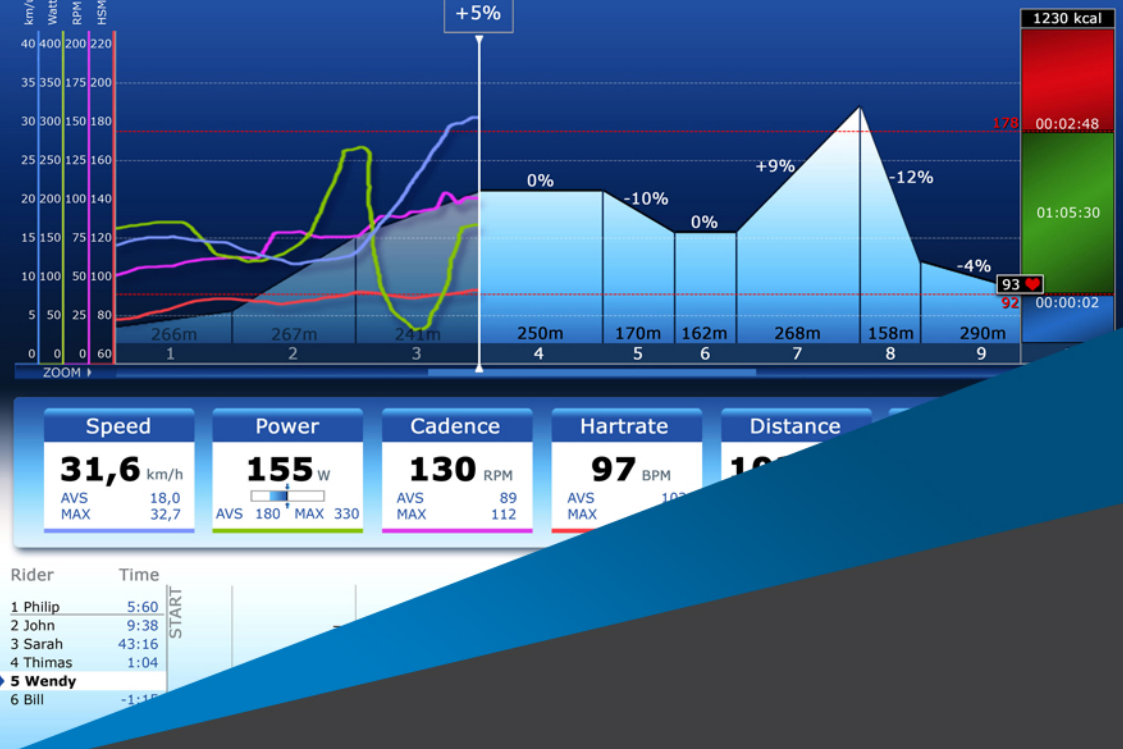 +5%
1230 kcal
km/ Watt RPM HSM
40 400 200 220
35 350 175 200
30 300 150 180
25 250 125 160
20 200 100 140
15 150 75 120
10 100 50 100
5 50 25 80
0 0 0 60
178
00:02:48
+9%
-12%
0%
-10%
0%
01:05:30
-4%
93
92
00:00:02
266m 267m 241m 250m 170m 162m 268m 158m 290m
1 2 3 4 5 6 7 8 9
ZOOM
Speed
31,6 km/h
AVS 18,0
MAX 32,7
Power
155 W
AVS 180 MAX 330
Cadence
130 RPM
AVS 89
MAX 112
Hartrate
97 BPM
AVS
MAX
Distance
Rider Time
START
1 Philip 5:60
2 John 9:38
3 Sarah 43:16
4 Thimas 1:04
5 Wendy
6 Bill